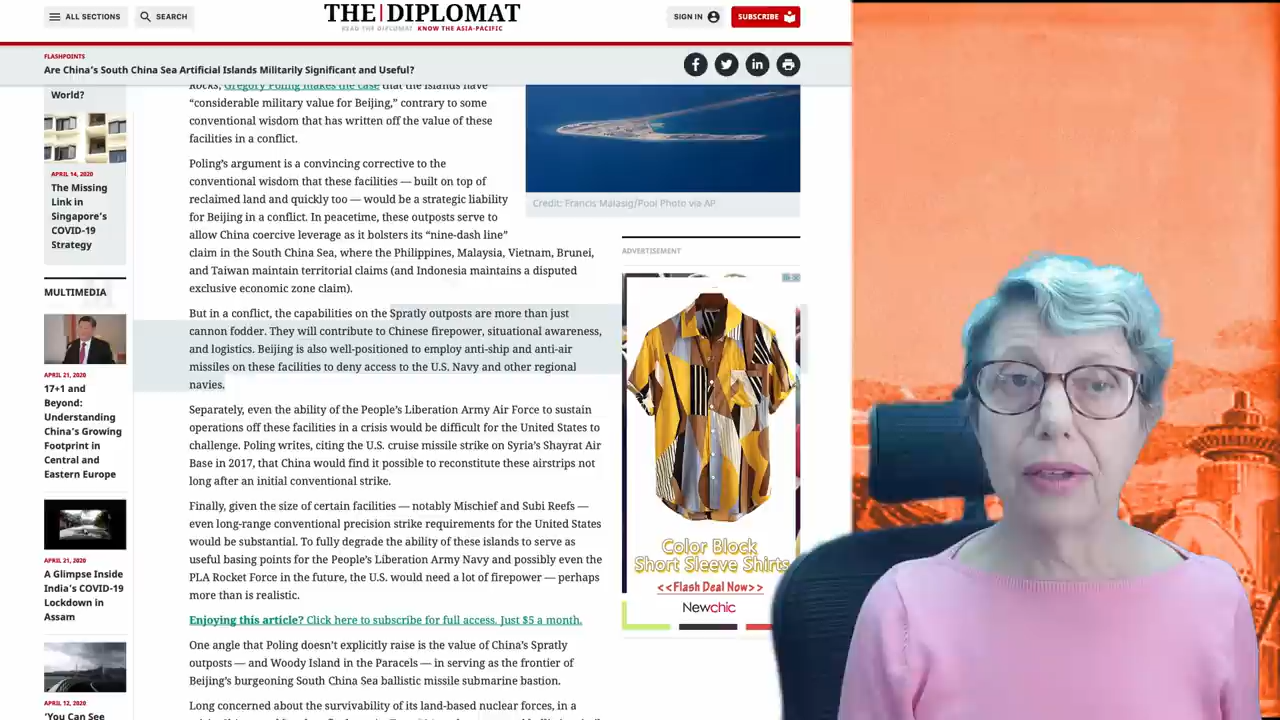 ALL SECTIONS
SEARCH
THE|DIPLOMAT
READ THE DIPLOMAT, KNOW THE ASIA-PACIFIC
SIGN IN
SUBSCRIBE
FLASHPOINTS
Are China's South China Sea Artificial Islands Militarily Significant and Useful?
World?
APRIL 14, 2020
The Missing
Link in
Singapore's
COVID-19
Strategy
MULTIMEDIA
APRIL 21, 2020
17+1 and
Beyond:
Understanding
China's Growing
Footprint in
Central and
Eastern Europe
APRIL 21, 2020
A Glimpse Inside
India's COVID-19
Lockdown in
Assam
APRIL 12, 2020
'You Can See
Rocks, Gregory Poling makes the case that the islands have
“considerable military value for Beijing,” contrary to some
conventional wisdom that has written off the value of these
facilities in a conflict.
Poling's argument is a convincing corrective to the
conventional wisdom that these facilities — built on top of
reclaimed land and quickly too — would be a strategic liability
for Beijing in a conflict. In peacetime, these outposts serve to
allow China coercive leverage as it bolsters its “nine-dash line”
claim in the South China Sea, where the Philippines, Malaysia, Vietnam, Brunei,
and Taiwan maintain territorial claims (and Indonesia maintains a disputed
exclusive economic zone claim).
But in a conflict, the capabilities on the Spratly outposts are more than just
cannon fodder. They will contribute to Chinese firepower, situational awareness,
and logistics. Beijing is also well-positioned to employ anti-ship and anti-air
missiles on these facilities to deny access to the U.S. Navy and other regional
navies.
Separately, even the ability of the People's Liberation Army Air Force to sustain
operations off these facilities in a crisis would be difficult for the United States to
challenge. Poling writes, citing the U.S. cruise missile strike on Syria's Shayrat Air
Base in 2017, that China would find it possible to reconstitute these airstrips not
long after an initial conventional strike.
Finally, given the size of certain facilities — notably Mischief and Subi Reefs —
even long-range conventional precision strike requirements for the United States
would be substantial. To fully degrade the ability of these islands to serve as
useful basing points for the People's Liberation Army Navy and possibly even the
PLA Rocket Force in the future, the U.S. would need a lot of firepower — perhaps
more than is realistic.
Enjoying this article? Click here to subscribe for full access. Just $5 a month.
One angle that Poling doesn't explicitly raise is the value of China's Spratly
outposts — and Woody Island in the Paracels — in serving as the frontier of
Beijing's burgeoning South China Sea ballistic missile submarine bastion.
Long concerned about the survivability of its land-based nuclear forces, in a
Credit: Francis Malasig/Pool Photo via AP
ADVERTISEMENT
Color Block
Short Sleeve Shirts
<<Flash Deal Now>>
Newchic